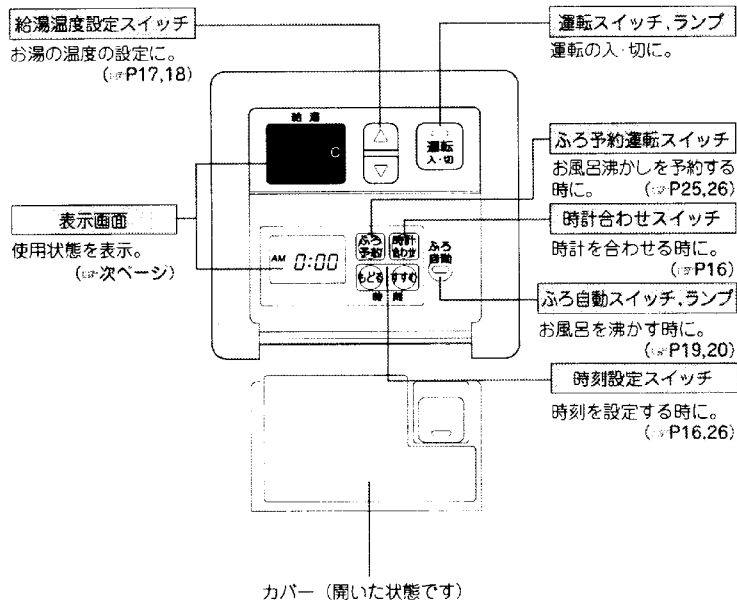 給湯温度設定スイッチ
お湯の温度の設定に。
(☞P17,18)
運転スイッチ､ランプ
運転の入･切に。
給湯
℃
△
▽
運転
入･切
ふろ予約運転スイッチ
お風呂沸かしを予約する
時に。 (☞P25,26)
表示画面
使用状態を表示。
(☞次ページ)
時計合わせスイッチ
時計を合わせる時に。
(☞P16)
AM 0:00
ふろ
予約
時計
合わせ
ふろ
自動
もどる
すすむ
時刻
ふろ自動スイッチ､ランプ
お風呂を沸かす時に。
(☞P19,20)
時刻設定スイッチ
時刻を設定する時に。
(☞P16,26)
カバー（開いた状態です）